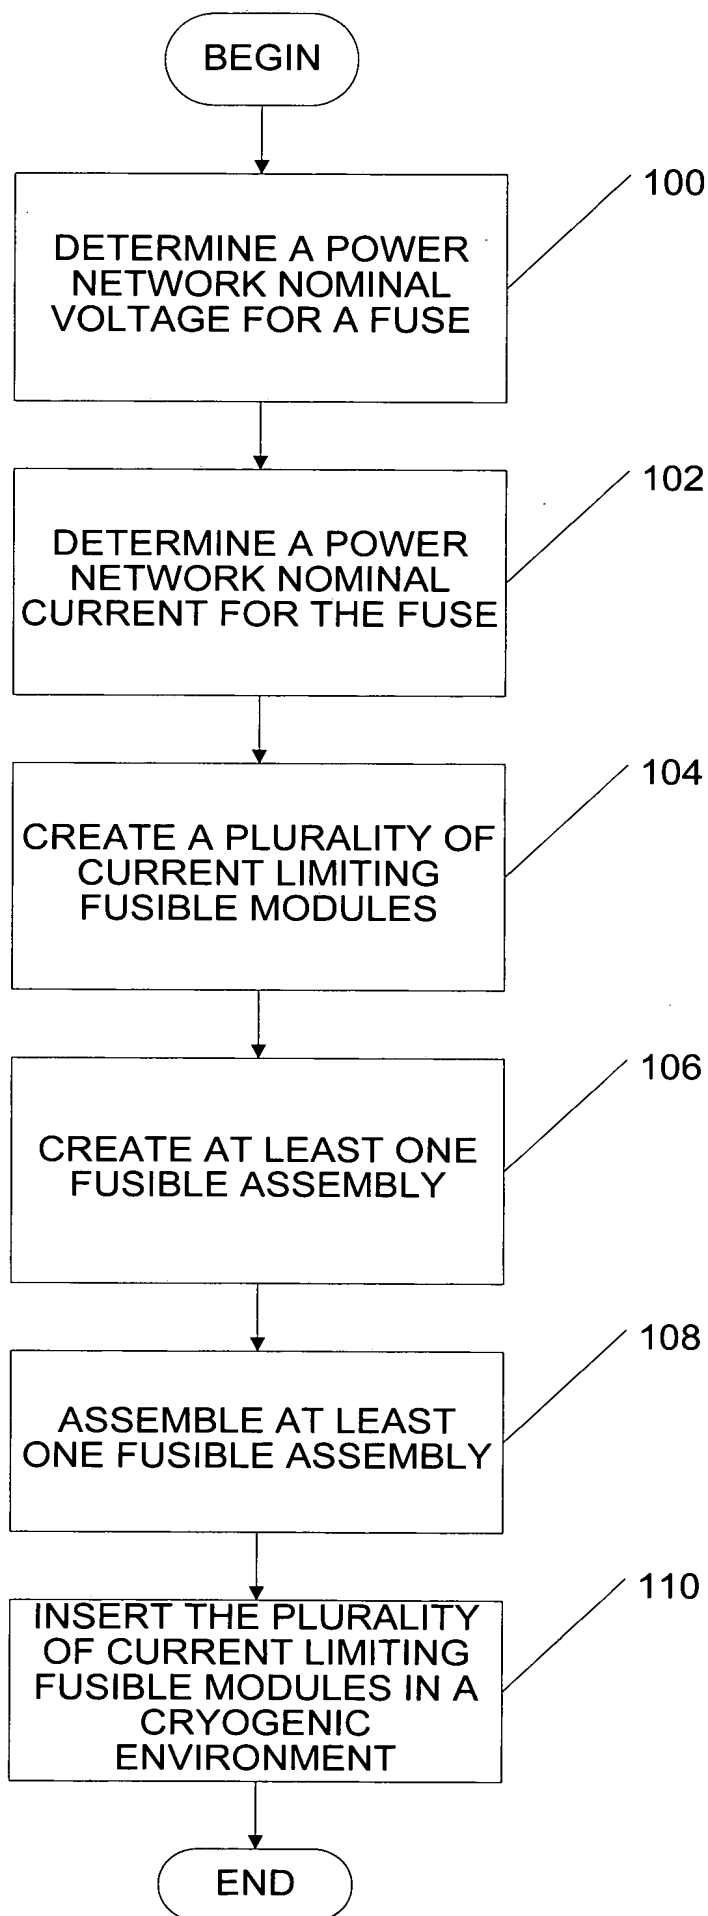 BEGIN
100
DETERMINE A POWER
NETWORK NOMINAL
VOLTAGE FOR A FUSE
102
DETERMINE A POWER
NETWORK NOMINAL
CURRENT FOR THE FUSE
104
CREATE A PLURALITY OF
CURRENT LIMITING
FUSIBLE MODULES
106
CREATE AT LEAST ONE
FUSIBLE ASSEMBLY
108
ASSEMBLE AT LEAST
ONE FUSIBLE ASSEMBLY
110
INSERT THE PLURALITY
OF CURRENT LIMITING
FUSIBLE MODULES IN A
CRYOGENIC
ENVIRONMENT
END